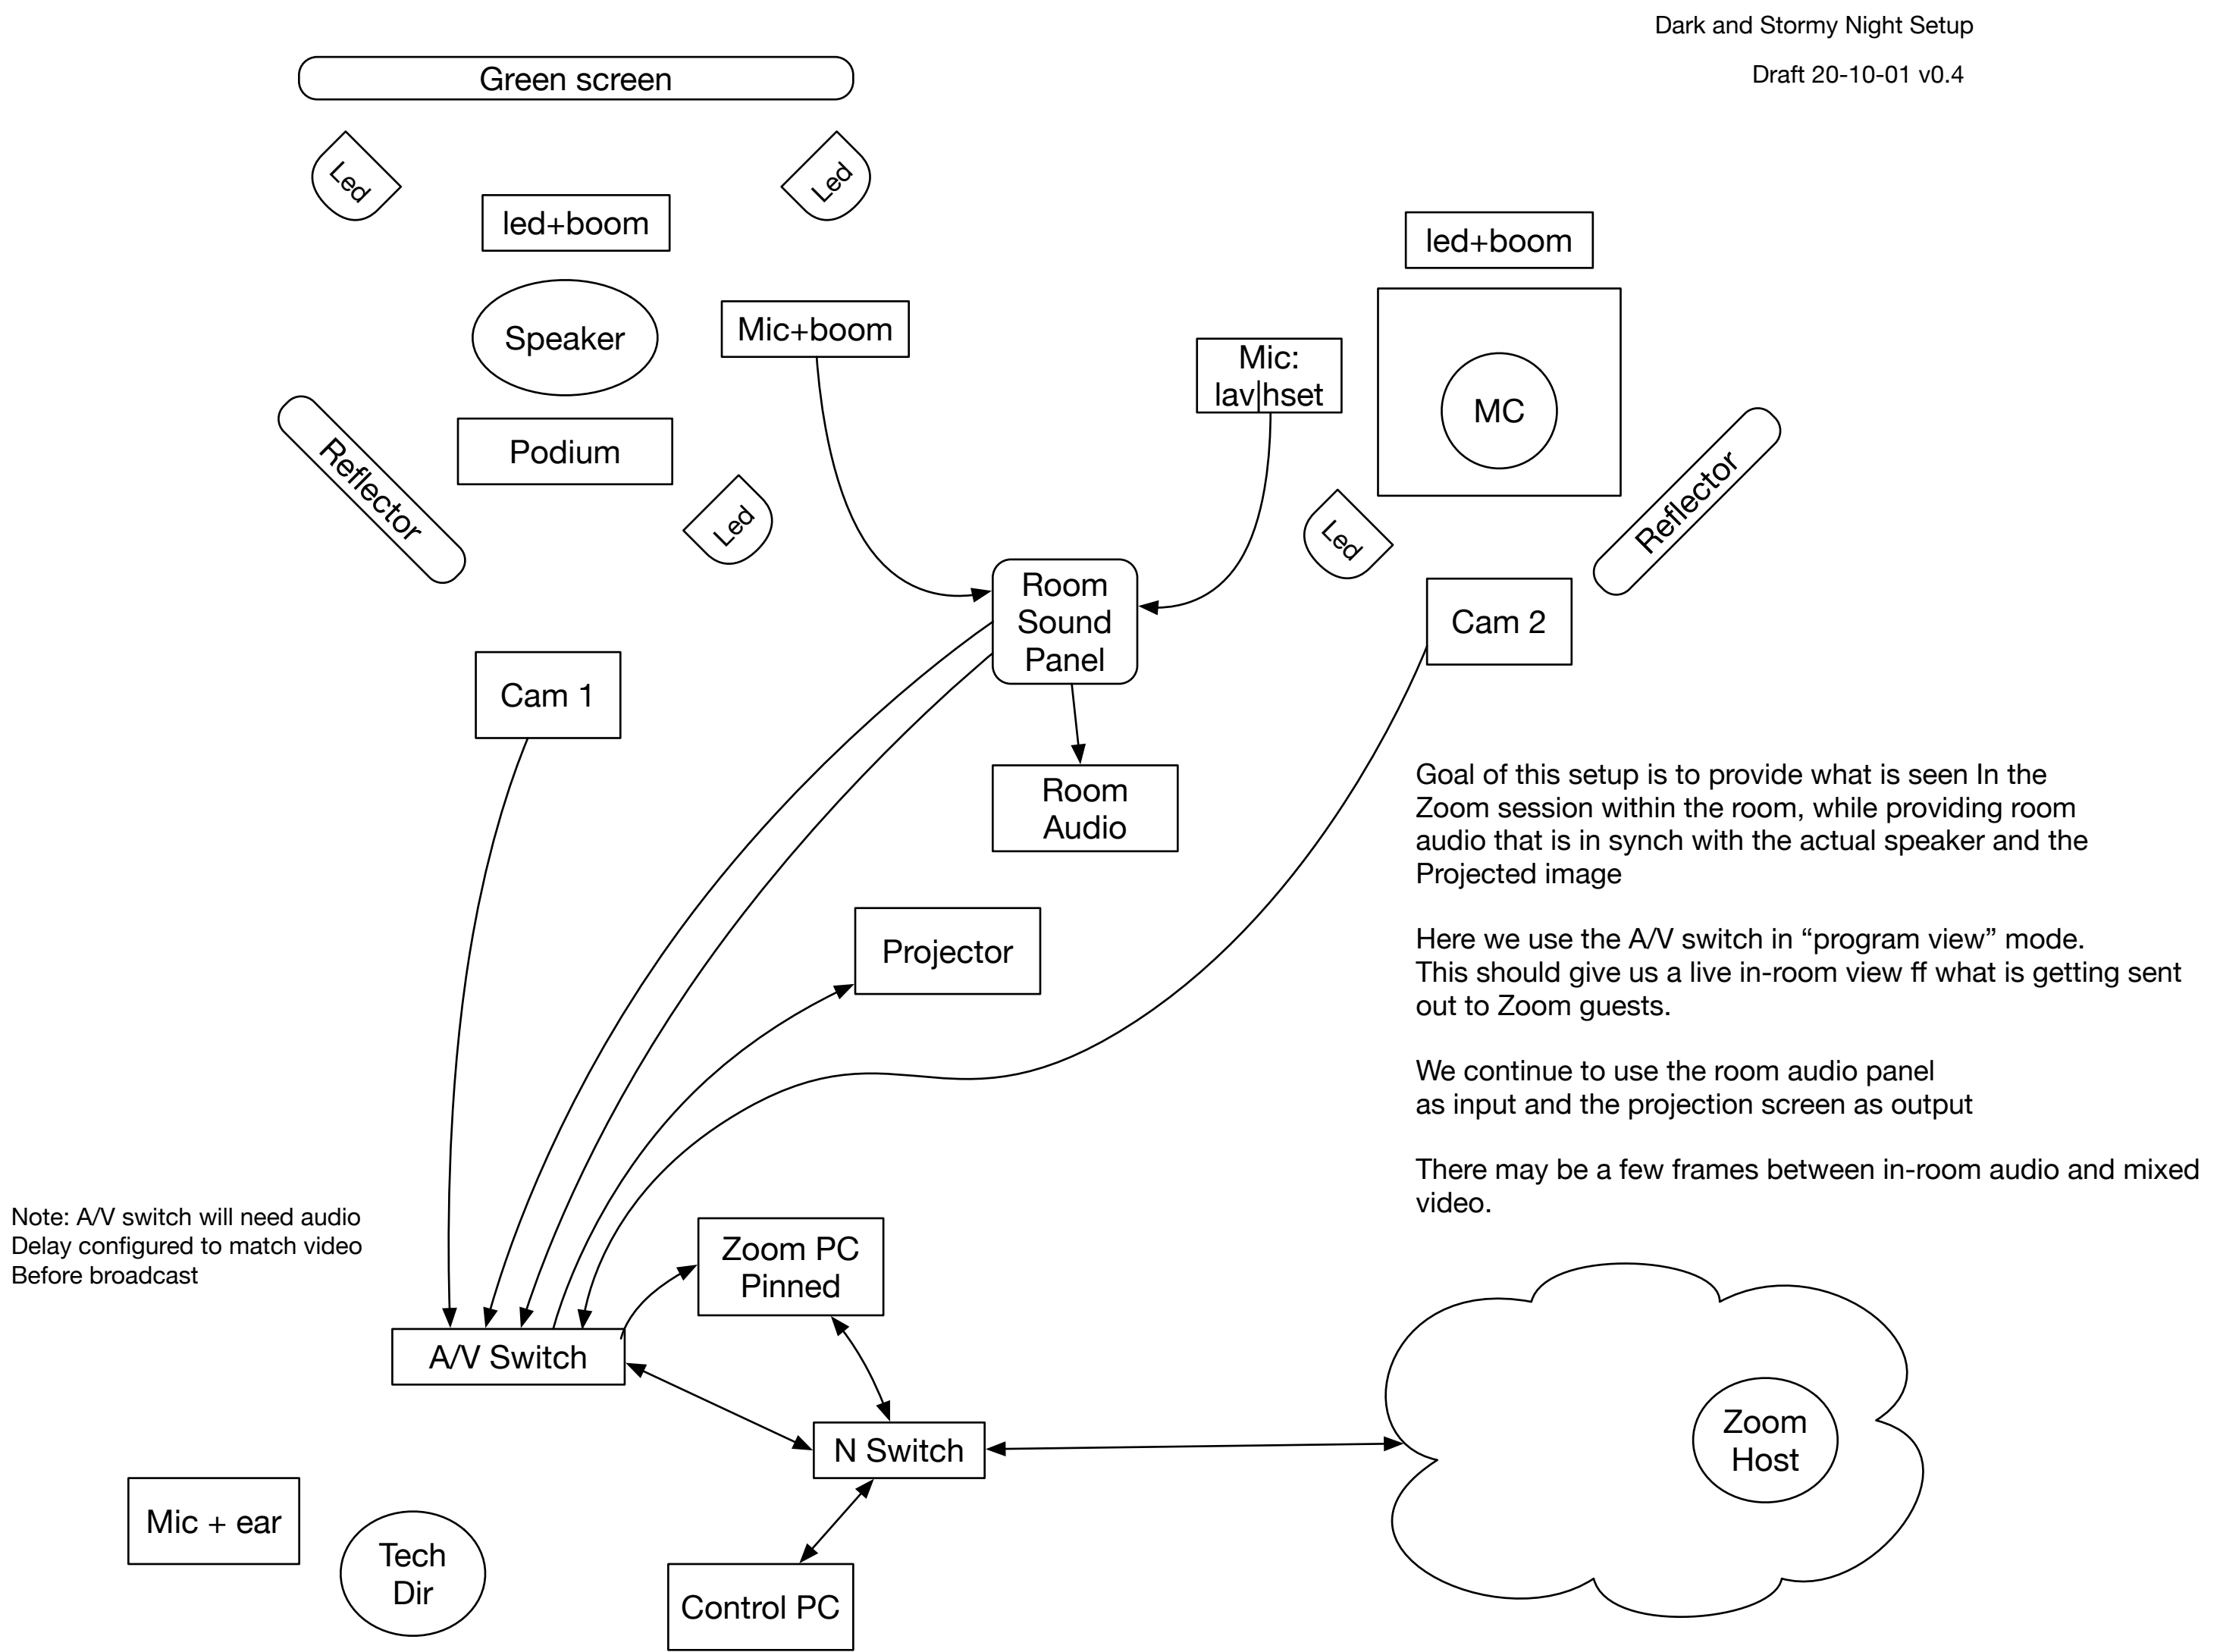 Dark and Stormy Night Setup
Draft 20-10-01 v0.4
Green screen
Led
Led
led+boom
led+boom
Speaker
Mic+boom
Mic:
lav|hset
MC
Podium
Reflector
Led
Led
Reflector
Room
Sound
Panel
Cam 2
Cam 1
Room
Audio
Goal of this setup is to provide what is seen In the
Zoom session within the room, while providing room
audio that is in synch with the actual speaker and the
Projected image
Projector
Here we use the A/V switch in “program view” mode.
This should give us a live in-room view ff what is getting sent
out to Zoom guests.
We continue to use the room audio panel
as input and the projection screen as output
There may be a few frames between in-room audio and mixed
video.
Note: A/V switch will need audio
Delay configured to match video
Before broadcast
Zoom PC
Pinned
A/V Switch
N Switch
Zoom
Host
Mic + ear
Tech
Dir
Control PC